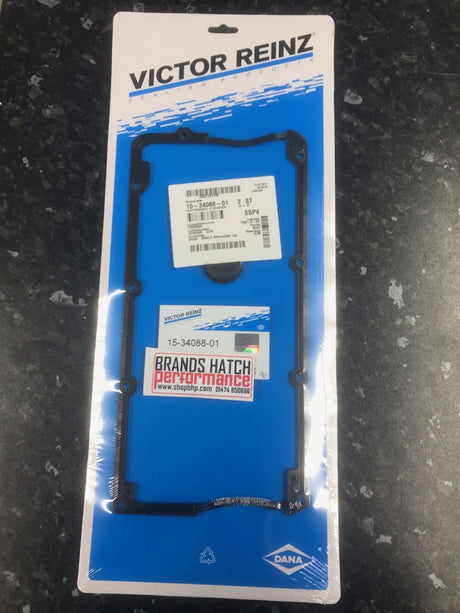 VICTOR REINZ
SEALING PRODUCTS
15-34088-01 2 ST
SSP4
VICTOR REINZ
15-34088-01
BRANDS HATCH
performance
www.shopbhp.com 01474 850666
DANA